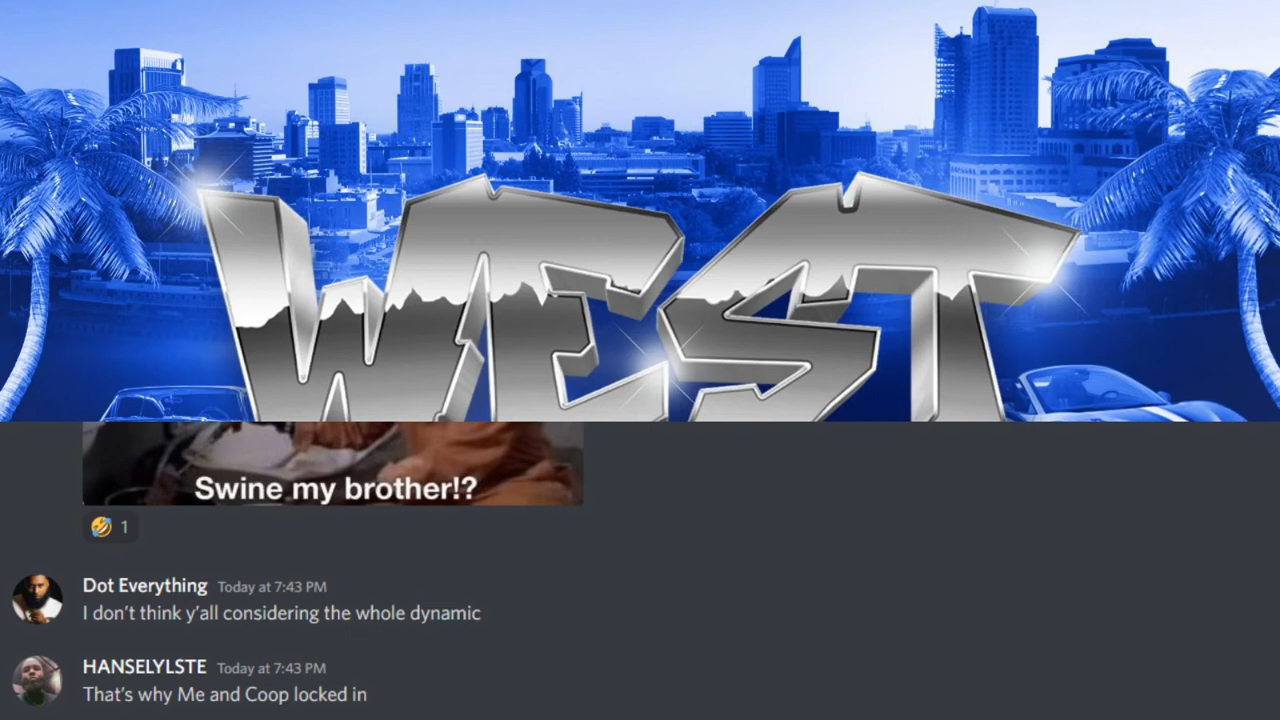 WEST
Swine my brother!?
🤣 1
Dot Everything Today at 7:43 PM
I don't think y'all considering the whole dynamic
HANSELYLSTE Today at 7:43 PM
That's why Me and Coop locked in